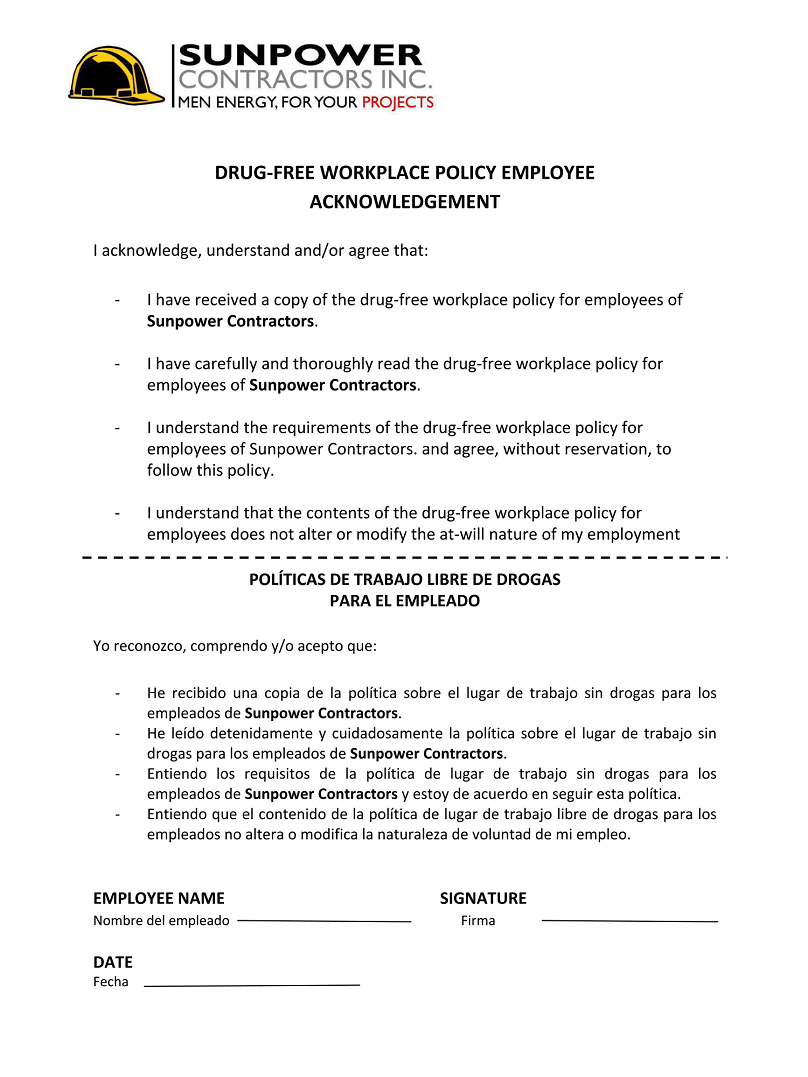 SUNPOWER
CONTRACTORS INC.
MEN ENERGY, FOR YOUR PROJECTS
DRUG-FREE WORKPLACE POLICY EMPLOYEE
ACKNOWLEDGEMENT
I acknowledge, understand and/or agree that:
- I have received a copy of the drug-free workplace policy for employees of
Sunpower Contractors.
- I have carefully and thoroughly read the drug-free workplace policy for
employees of Sunpower Contractors.
- I understand the requirements of the drug-free workplace policy for
employees of Sunpower Contractors. and agree, without reservation, to
follow this policy.
- I understand that the contents of the drug-free workplace policy for
employees does not alter or modify the at-will nature of my employment
POLÍTICAS DE TRABAJO LIBRE DE DROGAS
PARA EL EMPLEADO
Yo reconozco, comprendo y/o acepto que:
- He recibido una copia de la política sobre el lugar de trabajo sin drogas para los
empleados de Sunpower Contractors.
- He leído detenidamente y cuidadosamente la política sobre el lugar de trabajo sin
drogas para los empleados de Sunpower Contractors.
- Entiendo los requisitos de la política de lugar de trabajo sin drogas para los
empleados de Sunpower Contractors y estoy de acuerdo en seguir esta política.
- Entiendo que el contenido de la política de lugar de trabajo libre de drogas para los
empleados no altera o modifica la naturaleza de voluntad de mi empleo.
EMPLOYEE NAME SIGNATURE
Nombre del empleado Firma
DATE
Fecha